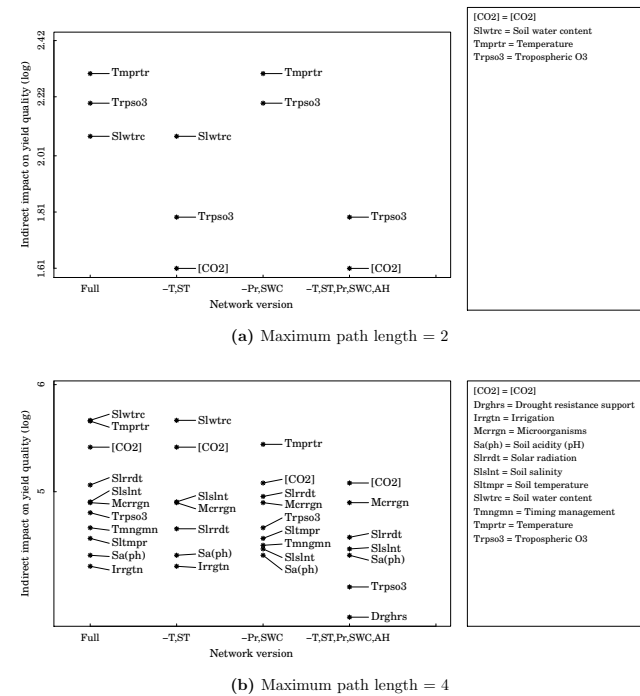 2.42
2.22
2.01
1.81
1.61
Indirect impact on yield quality (log)
Tmprtr
Trpso3
Slwtrc
Slwtrc
Trpso3
[CO2]
Tmprtr
Trpso3
Trpso3
[CO2]
Full
−T,ST
−Pr,SWC
−T,ST,Pr,SWC,AH
Network version
[CO2] = [CO2]
Slwtrc = Soil water content
Tmprtr = Temperature
Trpso3 = Tropospheric O3
(a) Maximum path length = 2
6
5
Indirect impact on yield quality (log)
Slwtrc
Tmprtr
[CO2]
Slrrdt
Slslnt
Mcrrgn
Trpso3
Tmngmn
Sltmpr
Sa(ph)
Irrgtn
Slwtrc
[CO2]
Slslnt
Mcrrgn
Slrrdt
Sa(ph)
Irrgtn
Tmprtr
[CO2]
Slrrdt
Mcrrgn
Trpso3
Sltmpr
Tmngmn
Slslnt
Sa(ph)
[CO2]
Mcrrgn
Slrrdt
Slslnt
Sa(ph)
Trpso3
Drghrs
Full
−T,ST
−Pr,SWC
−T,ST,Pr,SWC,AH
Network version
[CO2] = [CO2]
Drghrs = Drought resistance support
Irrgtn = Irrigation
Mcrrgn = Microorganisms
Sa(ph) = Soil acidity (pH)
Slrrdt = Solar radiation
Slslnt = Soil salinity
Sltmpr = Soil temperature
Slwtrc = Soil water content
Tmngmn = Timing management
Tmprtr = Temperature
Trpso3 = Tropospheric O3
(b) Maximum path length = 4